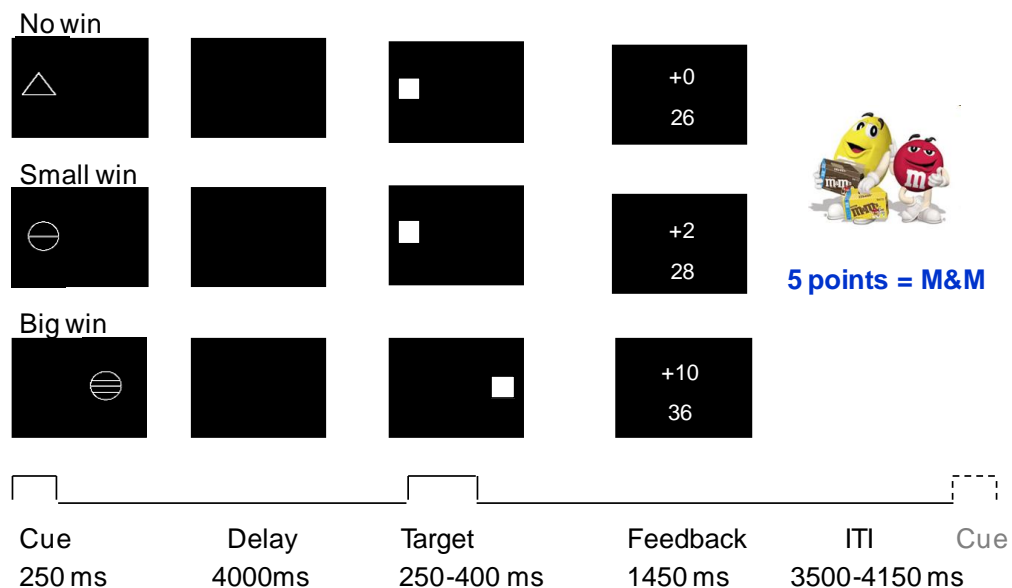 No win
+0
26
Small win
+2
28
5 points = M&M
Big win
+10
36
Cue Delay Target Feedback ITI Cue
250 ms 4000ms 250-400 ms 1450 ms 3500-4150 ms